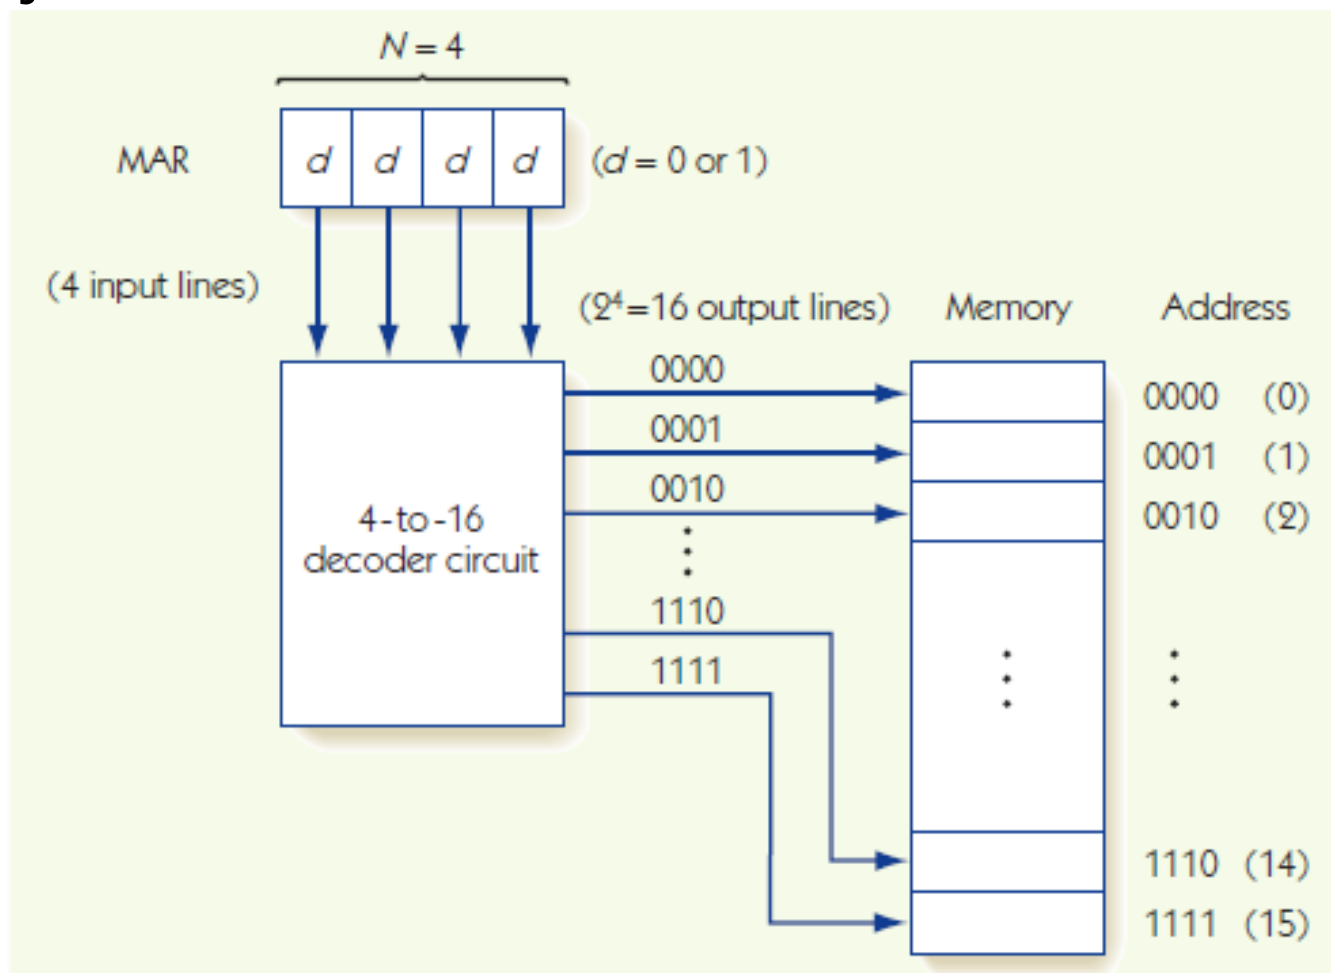 N = 4
MAR
d d d d
(d = 0 or 1)
(4 input lines)
(2⁴=16 output lines)
Memory
Address
4-to-16
decoder circuit
0000
0001
0010
1110
1111
0000 (0)
0001 (1)
0010 (2)
1110 (14)
1111 (15)